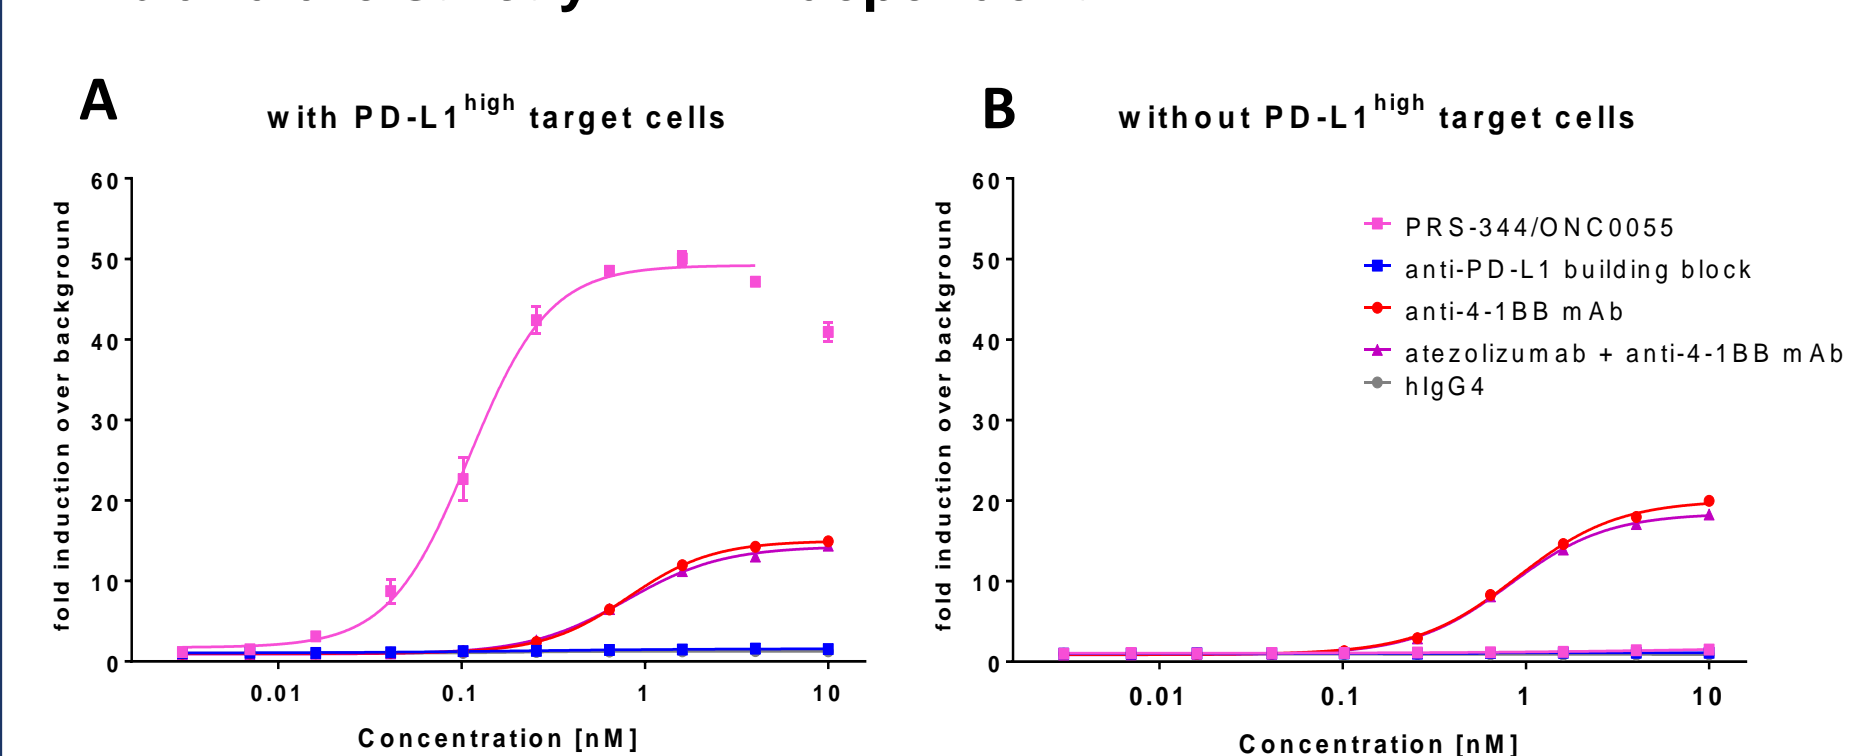 A
with PD-L1high target cells
60
50
40
30
20
10
0
fold induction over background
0.01
0.1
1
10
Concentration [nM]
B
without PD-L1high target cells
60
50
40
30
20
10
0
fold induction over background
PRS-344/ONC0055
anti-PD-L1 building block
anti-4-1BB mAb
atezolizumab + anti-4-1BB mAb
hIgG4
0.01
0.1
1
10
Concentration [nM]